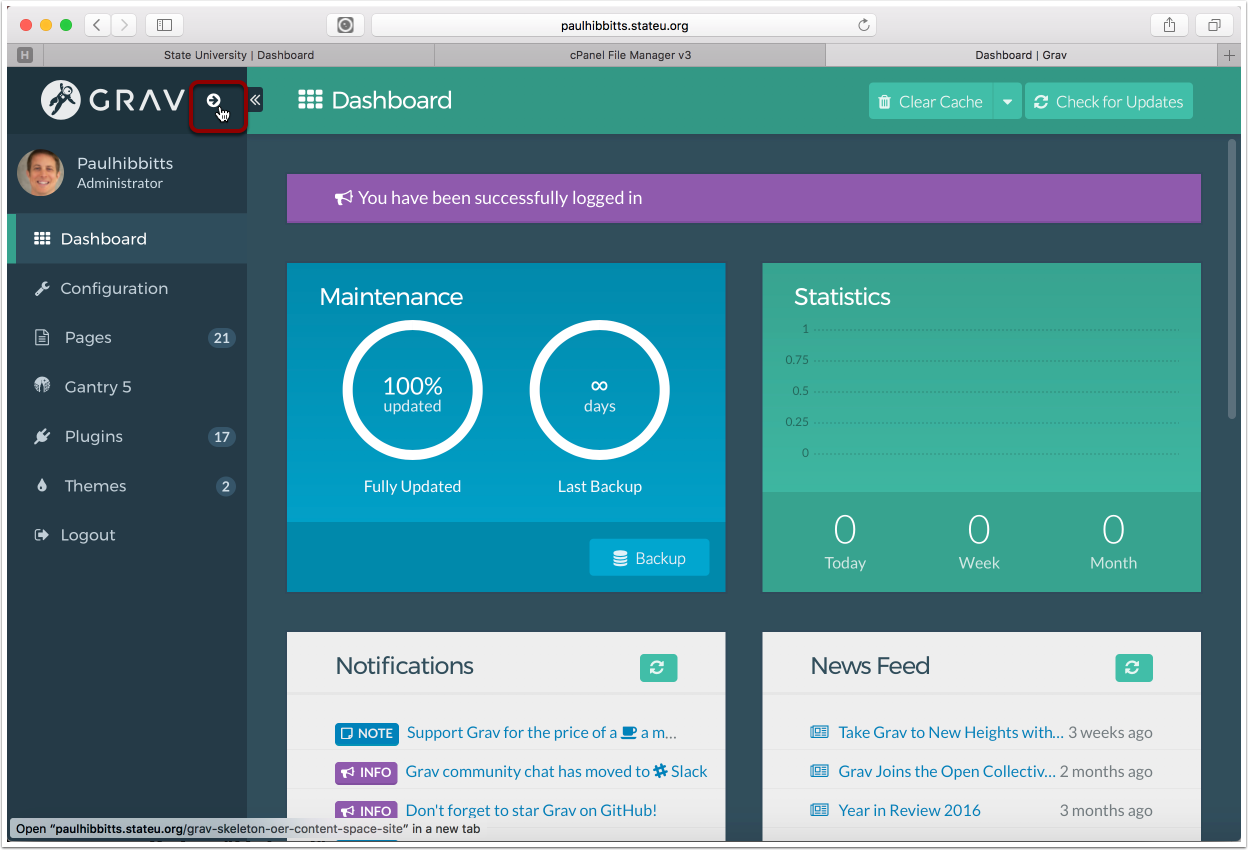 paulhibbitts.stateu.org
H State University | Dashboard cPanel File Manager v3 Dashboard | Grav
GRAV Dashboard Clear Cache Check for Updates
Paulhibbitts
Administrator
You have been successfully logged in
Dashboard
Configuration
Pages 21
Gantry 5
Plugins 17
Themes 2
Logout
Maintenance
100%
updated
∞
days
Fully Updated Last Backup
Backup
Statistics
1
0.75
0.5
0.25
0
0 0 0
Today Week Month
Notifications
NOTE Support Grav for the price of a a m...
INFO Grav community chat has moved to Slack
INFO Don't forget to star Grav on GitHub!
News Feed
Take Grav to New Heights with... 3 weeks ago
Grav Joins the Open Collectiv... 2 months ago
Year in Review 2016 3 months ago
Open “paulhibbitts.stateu.org/grav-skeleton-oer-content-space-site” in a new tab